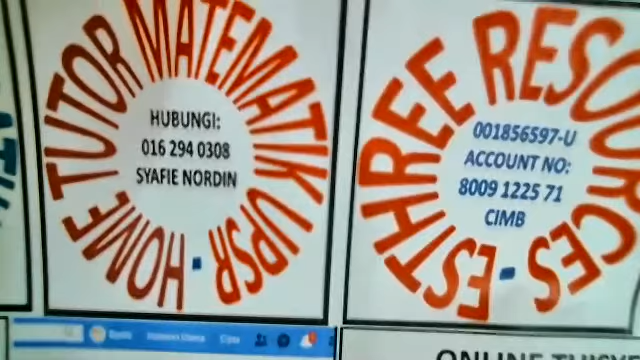 HOME TUTOR MATEMATIK UPSR -
HUBUNGI:
016 294 0308
SYAFIE NORDIN
ESTHREE RESOURCES -
001856597-U
ACCOUNT NO:
8009 1225 71
CIMB